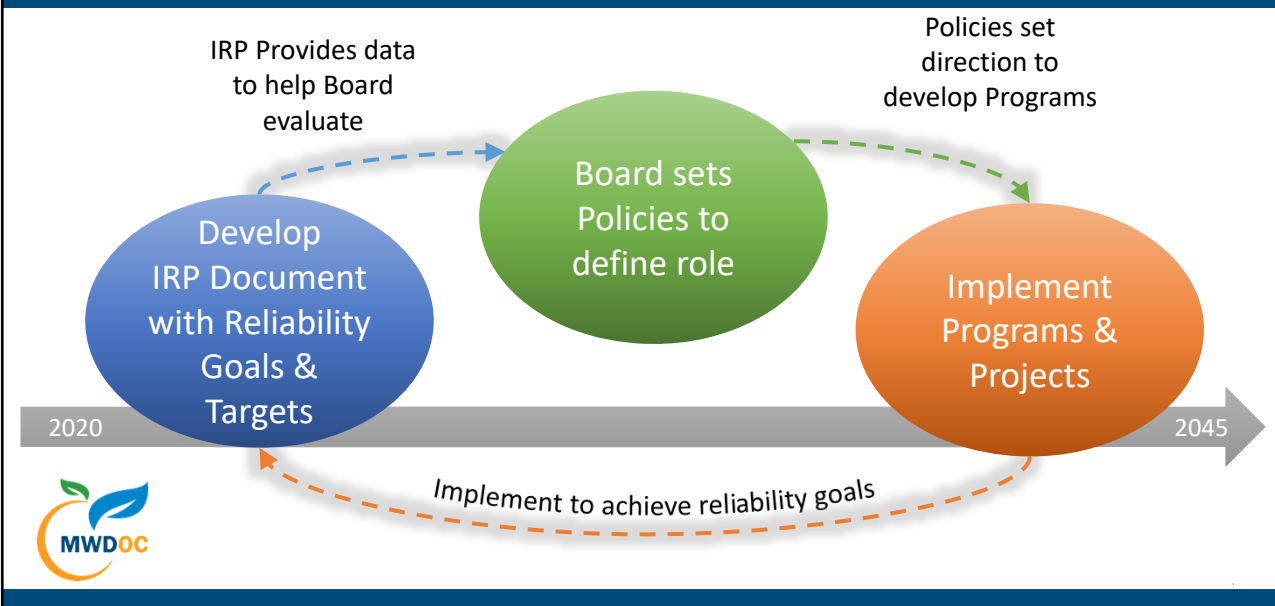 IRP Provides data
to help Board
evaluate
Policies set
direction to
develop Programs
Board sets
Policies to
define role
Develop
IRP Document
with Reliability
Goals &
Targets
Implement
Programs &
Projects
2020
2045
Implement to achieve reliability goals
MWDOC